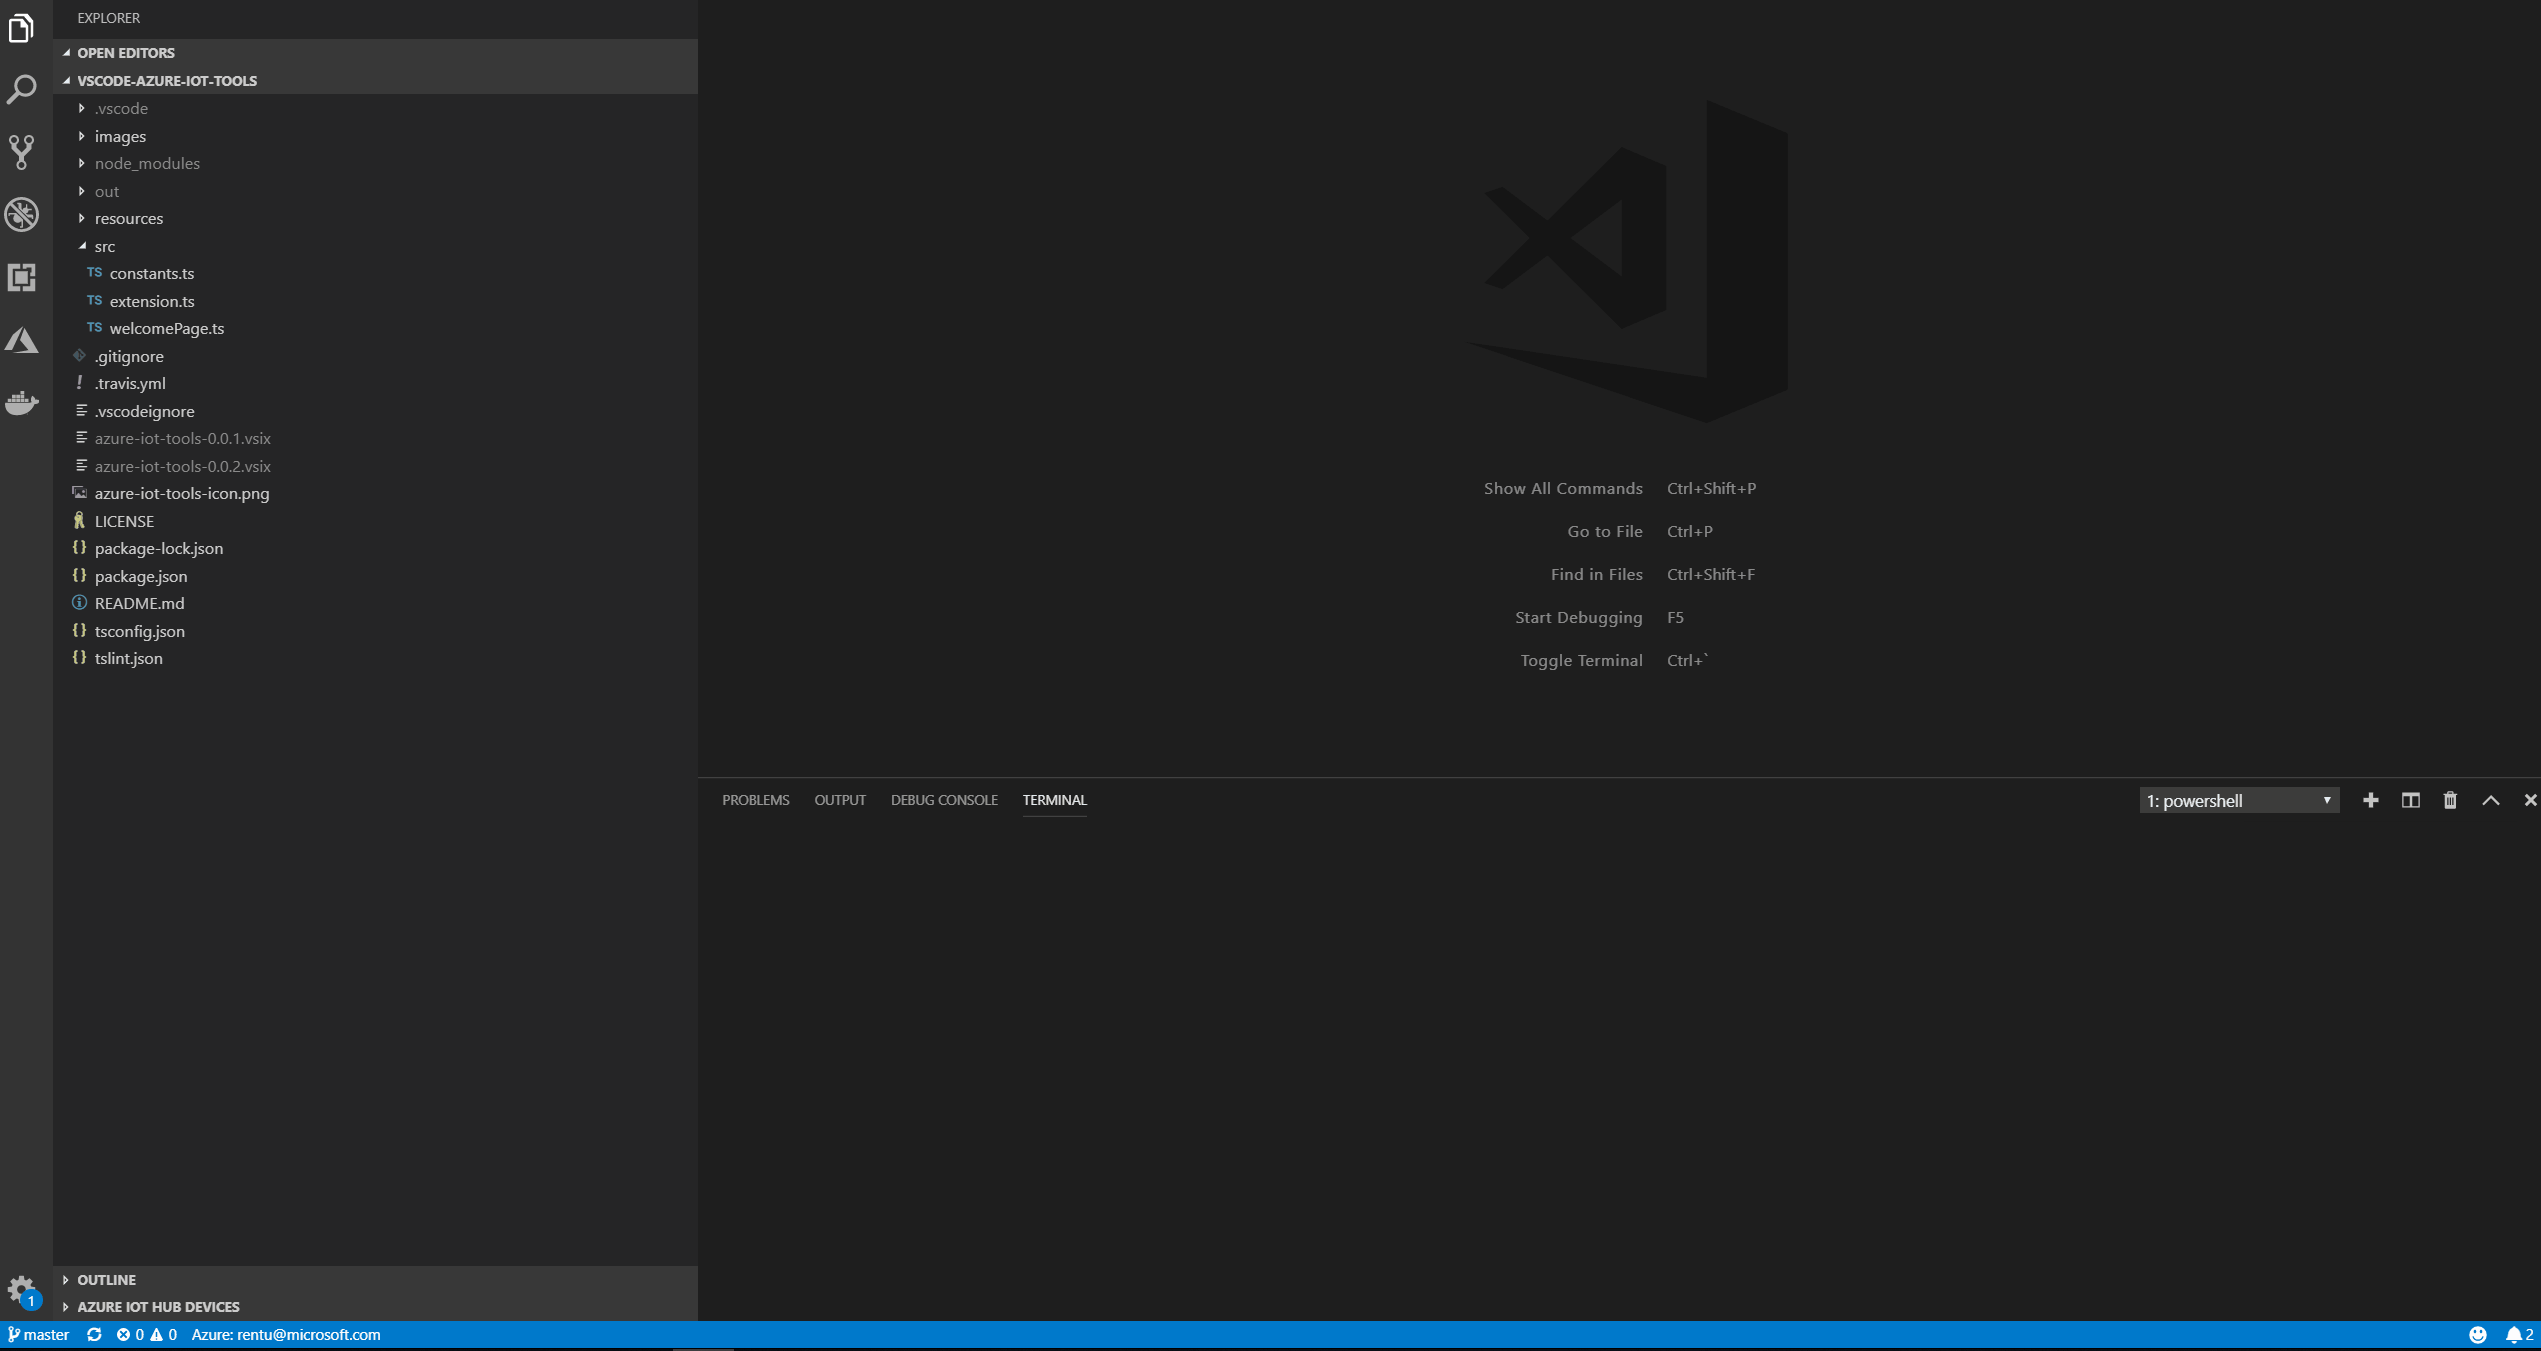 EXPLORER
OPEN EDITORS
VSCODE-AZURE-IOT-TOOLS
.vscode
images
node_modules
out
resources
src
TS constants.ts
TS extension.ts
TS welcomePage.ts
.gitignore
! .travis.yml
.vscodeignore
azure-iot-tools-0.0.1.vsix
azure-iot-tools-0.0.2.vsix
azure-iot-tools-icon.png
LICENSE
{} package-lock.json
{} package.json
README.md
{} tsconfig.json
{} tslint.json
OUTLINE
AZURE IOT HUB DEVICES
Show All Commands Ctrl+Shift+P
Go to File Ctrl+P
Find in Files Ctrl+Shift+F
Start Debugging F5
Toggle Terminal Ctrl+`
PROBLEMS OUTPUT DEBUG CONSOLE TERMINAL 1: powershell
1
master 0 0 Azure: rentu@microsoft.com 2